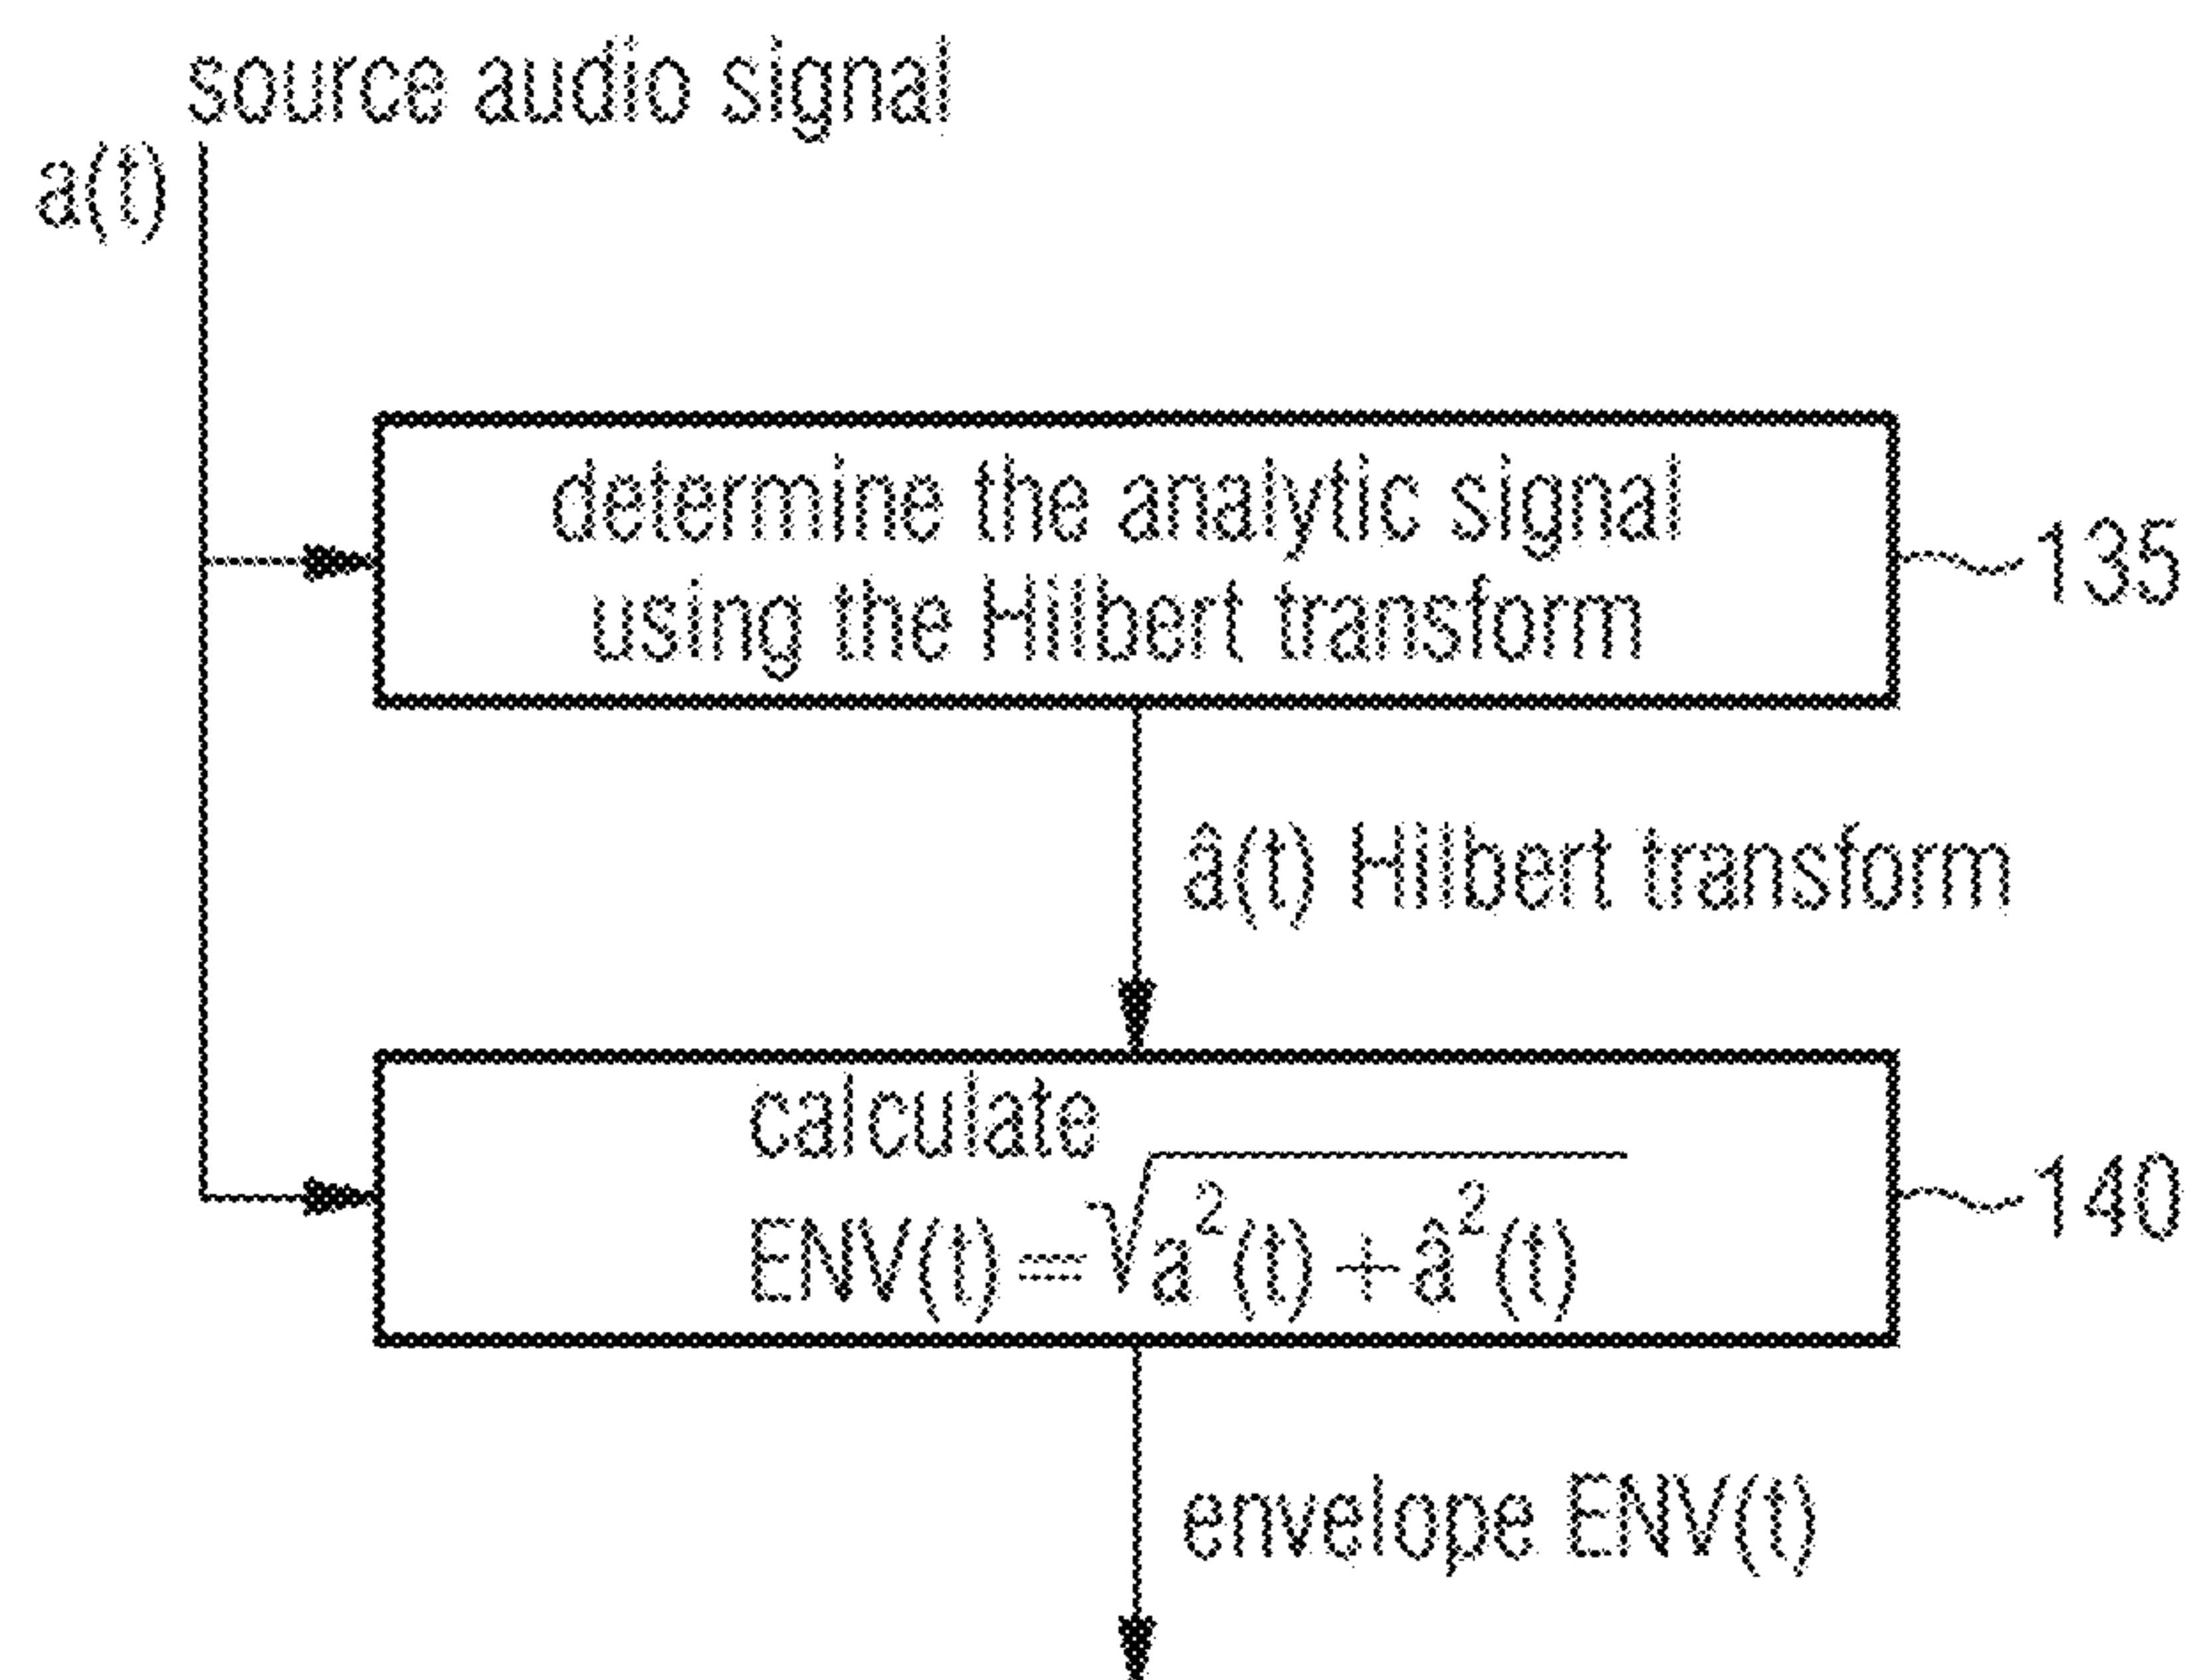 source audio signal
a(t)
determine the analytic signal
using the Hilbert transform
135
â(t) Hilbert transform
calculate
ENV(t)=√a²(t)+â²(t)
140
envelope ENV(t)